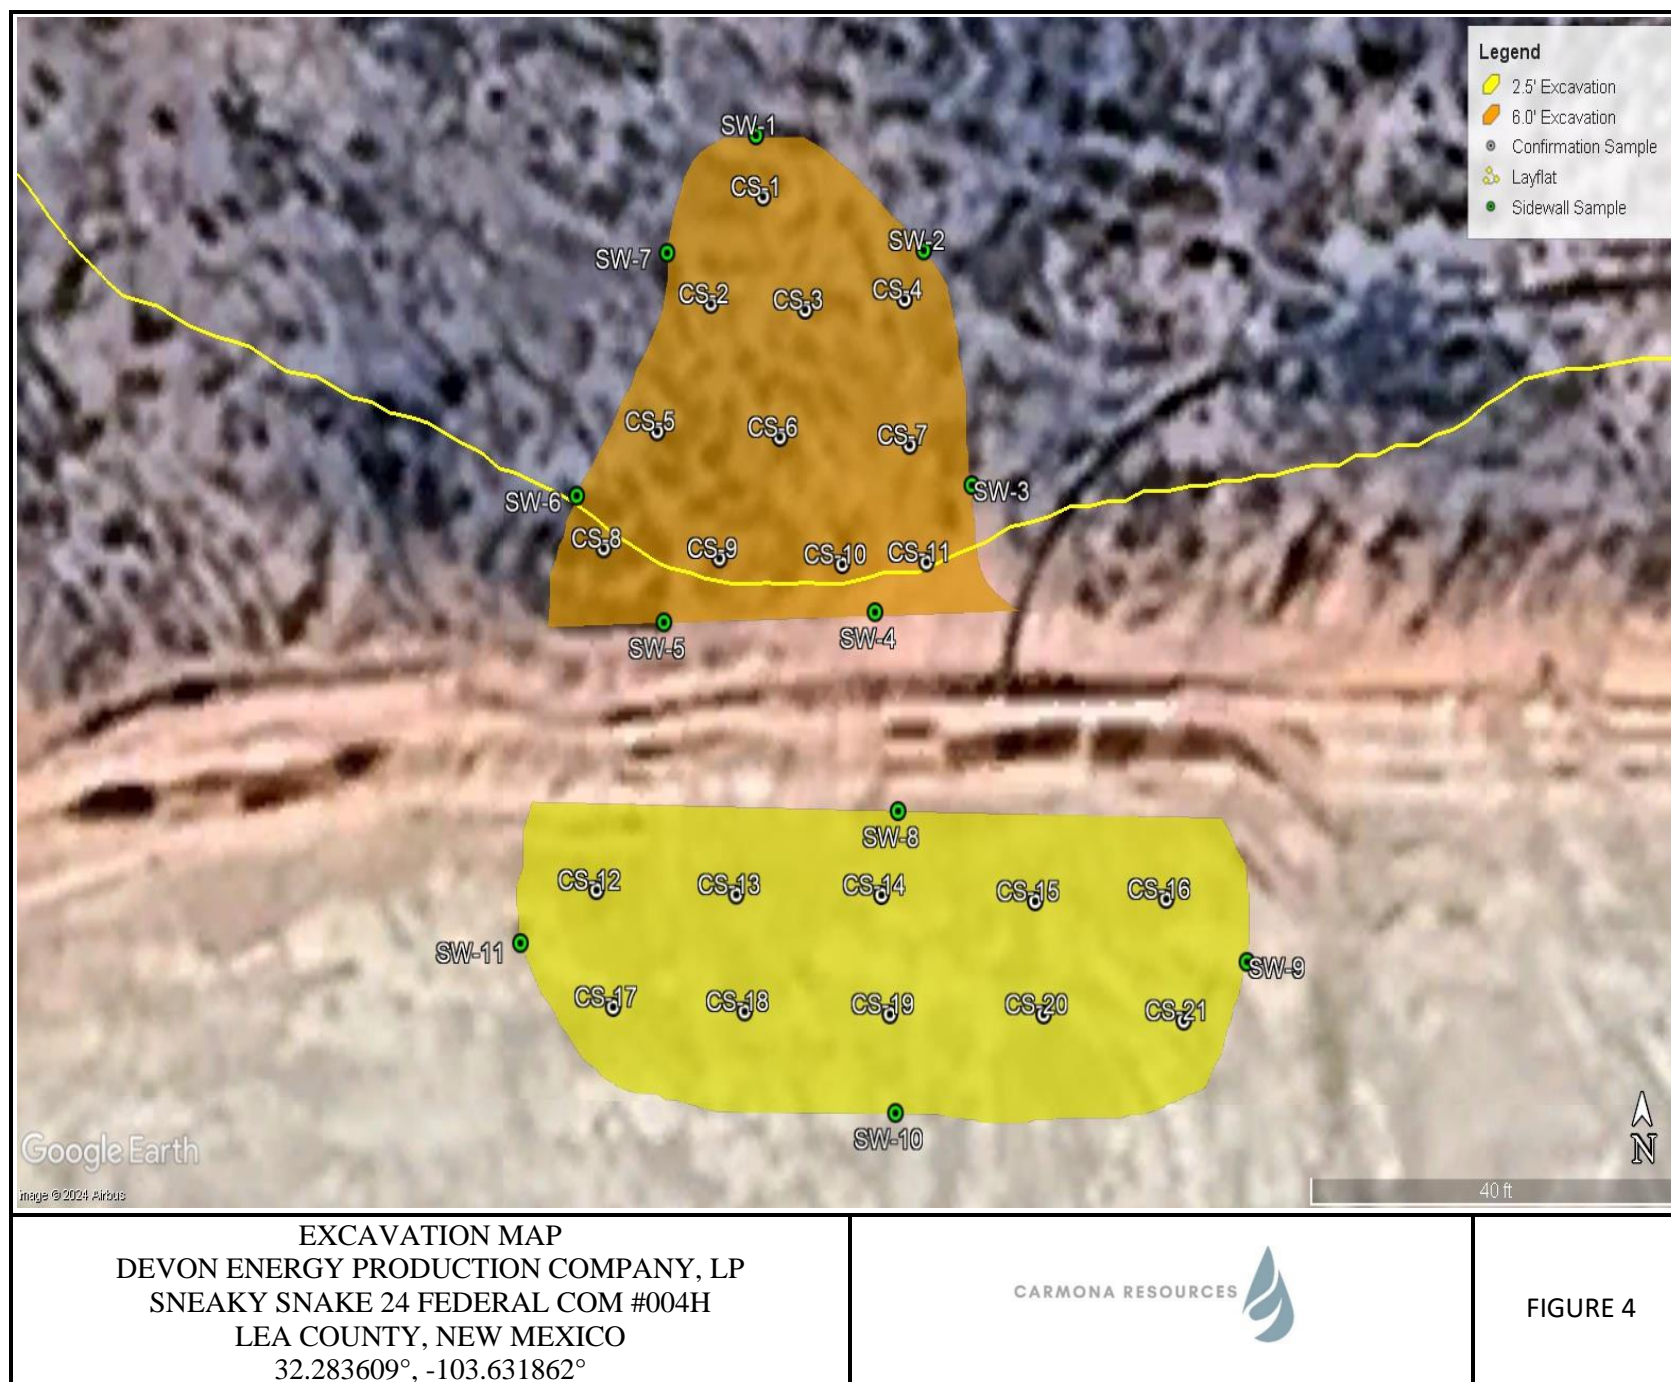 Legend
2.5' Excavation
6.0' Excavation
Confirmation Sample
Layflat
Sidewall Sample
SW-1
CS-1
SW-2
SW-7
CS-2
CS-3
CS-4
CS-5
CS-6
CS-7
SW-6
SW-3
CS-8
CS-9
CS-10
CS-11
SW-5
SW-4
SW-8
CS-12
CS-13
CS-14
CS-15
CS-16
SW-11
SW-9
CS-17
CS-18
CS-19
CS-20
CS-21
SW-10
N
Google Earth
Image © 2024 Airbus
40 ft
EXCAVATION MAP
DEVON ENERGY PRODUCTION COMPANY, LP
SNEAKY SNAKE 24 FEDERAL COM #004H
LEA COUNTY, NEW MEXICO
32.283609°, -103.631862°
CARMONA RESOURCES
FIGURE 4